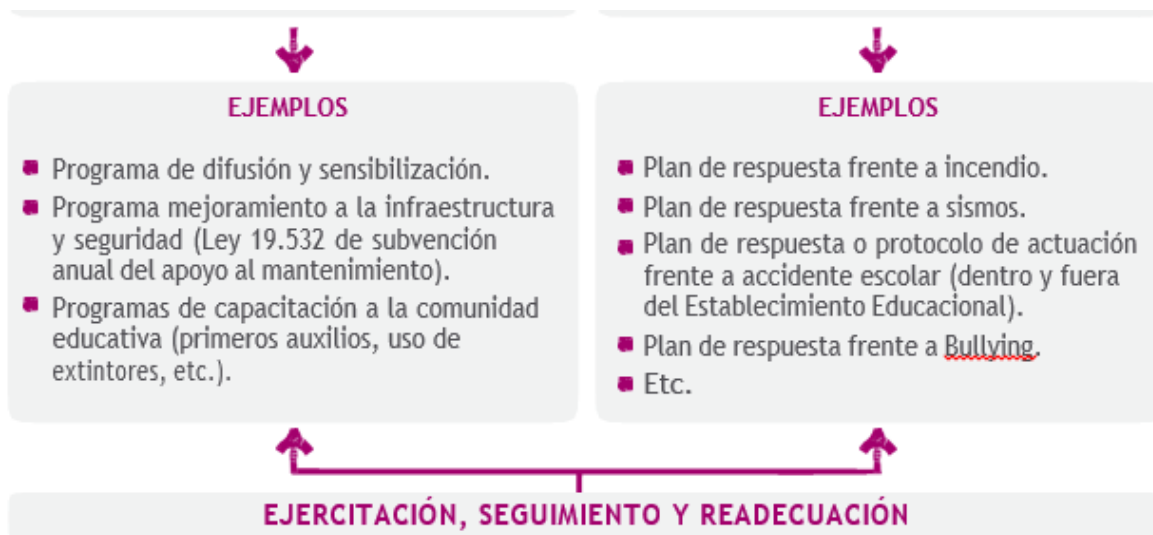 EJEMPLOS
Programa de difusión y sensibilización.
Programa mejoramiento a la infraestructura
y seguridad (Ley 19.532 de subvención
anual del apoyo al mantenimiento).
Programas de capacitación a la comunidad
educativa (primeros auxilios, uso de
extintores, etc.).
EJEMPLOS
Plan de respuesta frente a incendio.
Plan de respuesta frente a sismos.
Plan de respuesta o protocolo de actuación
frente a accidente escolar (dentro y fuera
del Establecimiento Educacional).
Plan de respuesta frente a Bullying.
Etc.
EJERCITACIÓN, SEGUIMIENTO Y READECUACIÓN